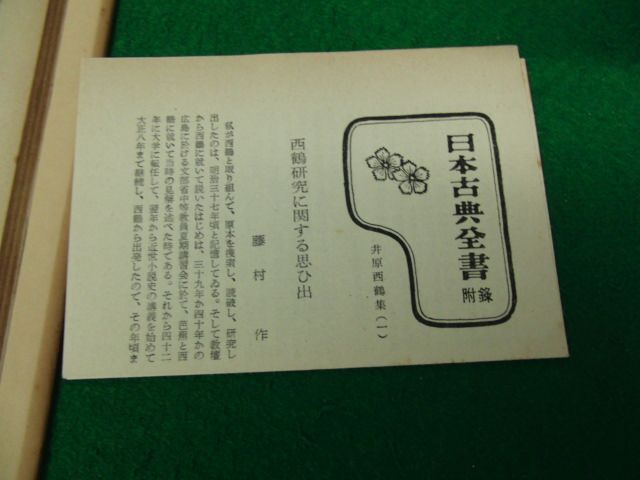 日本古典全書
附錄
井原西鶴集(一)
西鶴研究に関する思ひ出
藤村作
私が西鶴と取り組んで、原本を捜索し、読破し、研究し
出したのは、明治三十七年頃と記憶してゐる。そして教壇
から西鶴に就いて説いたはじめは、三十九年か四十年かの
広島に於ける文部省中等教員夏期講習会に於て、芭蕉と西
鶴に就いて当時の見解を述べた時である。それから四十二
年に大学に転任して、翌年から近世小説史の講義を始めて
大正八年まで継続し、西鶴から出発したので、その年頃ま